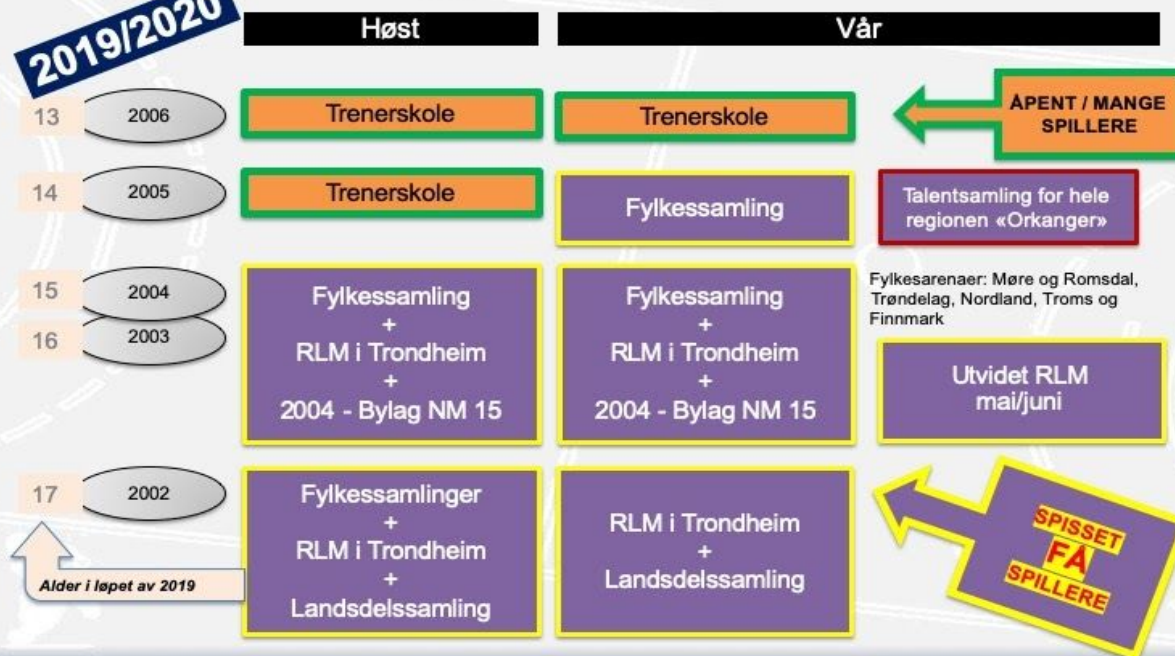 2019/2020
Høst
Vår
13
2006
Trenerskole
Trenerskole
ÅPENT / MANGE
SPILLERE
14
2005
Trenerskole
Fylkessamling
Talentsamling for hele
regionen «Orkanger»
15
2004
16
2003
Fylkessamling
+
RLM i Trondheim
+
2004 - Bylag NM 15
Fylkessamling
+
RLM i Trondheim
+
2004 - Bylag NM 15
Fylkesarenaer: Møre og Romsdal,
Trøndelag, Nordland, Troms og
Finnmark
Utvidet RLM
mai/juni
17
2002
Fylkessamlinger
+
RLM i Trondheim
+
Landsdelssamling
RLM i Trondheim
+
Landsdelssamling
SPISSET
FÅ
SPILLERE
Alder i løpet av 2019